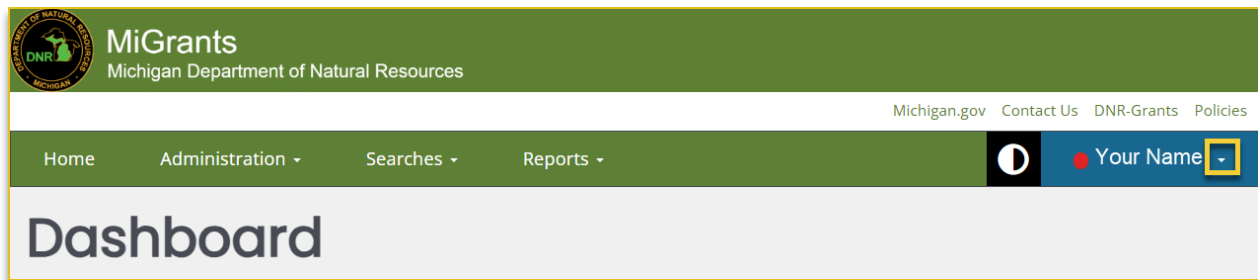 DEPARTMENT OF NATURAL RESOURCES
DNR
MICHIGAN
MiGrants
Michigan Department of Natural Resources
Michigan.gov Contact Us DNR-Grants Policies
Home Administration Searches Reports Your Name
Dashboard